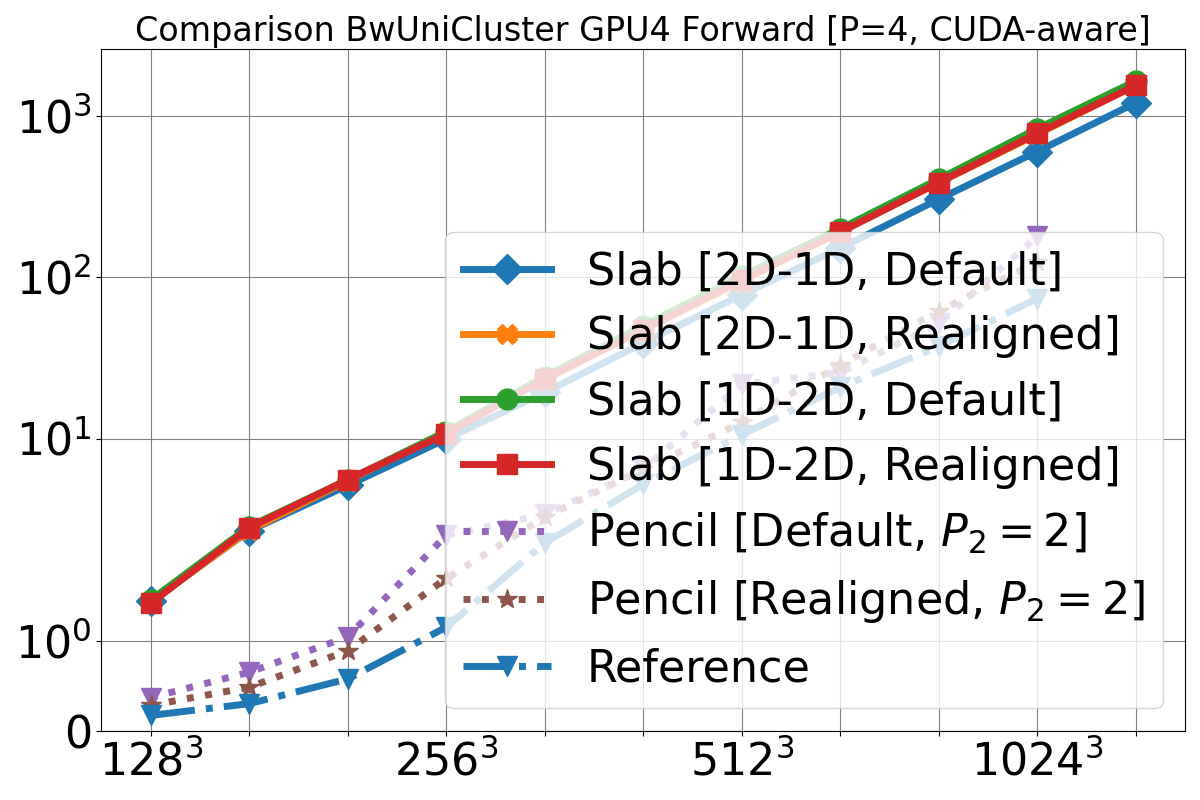 Comparison BwUniCluster GPU4 Forward [P=4, CUDA-aware]
10³
10²
10¹
10⁰
0
Slab [2D-1D, Default]
Slab [2D-1D, Realigned]
Slab [1D-2D, Default]
Slab [1D-2D, Realigned]
Pencil [Default, P₂ = 2]
Pencil [Realigned, P₂ = 2]
Reference
128³ 256³ 512³ 1024³